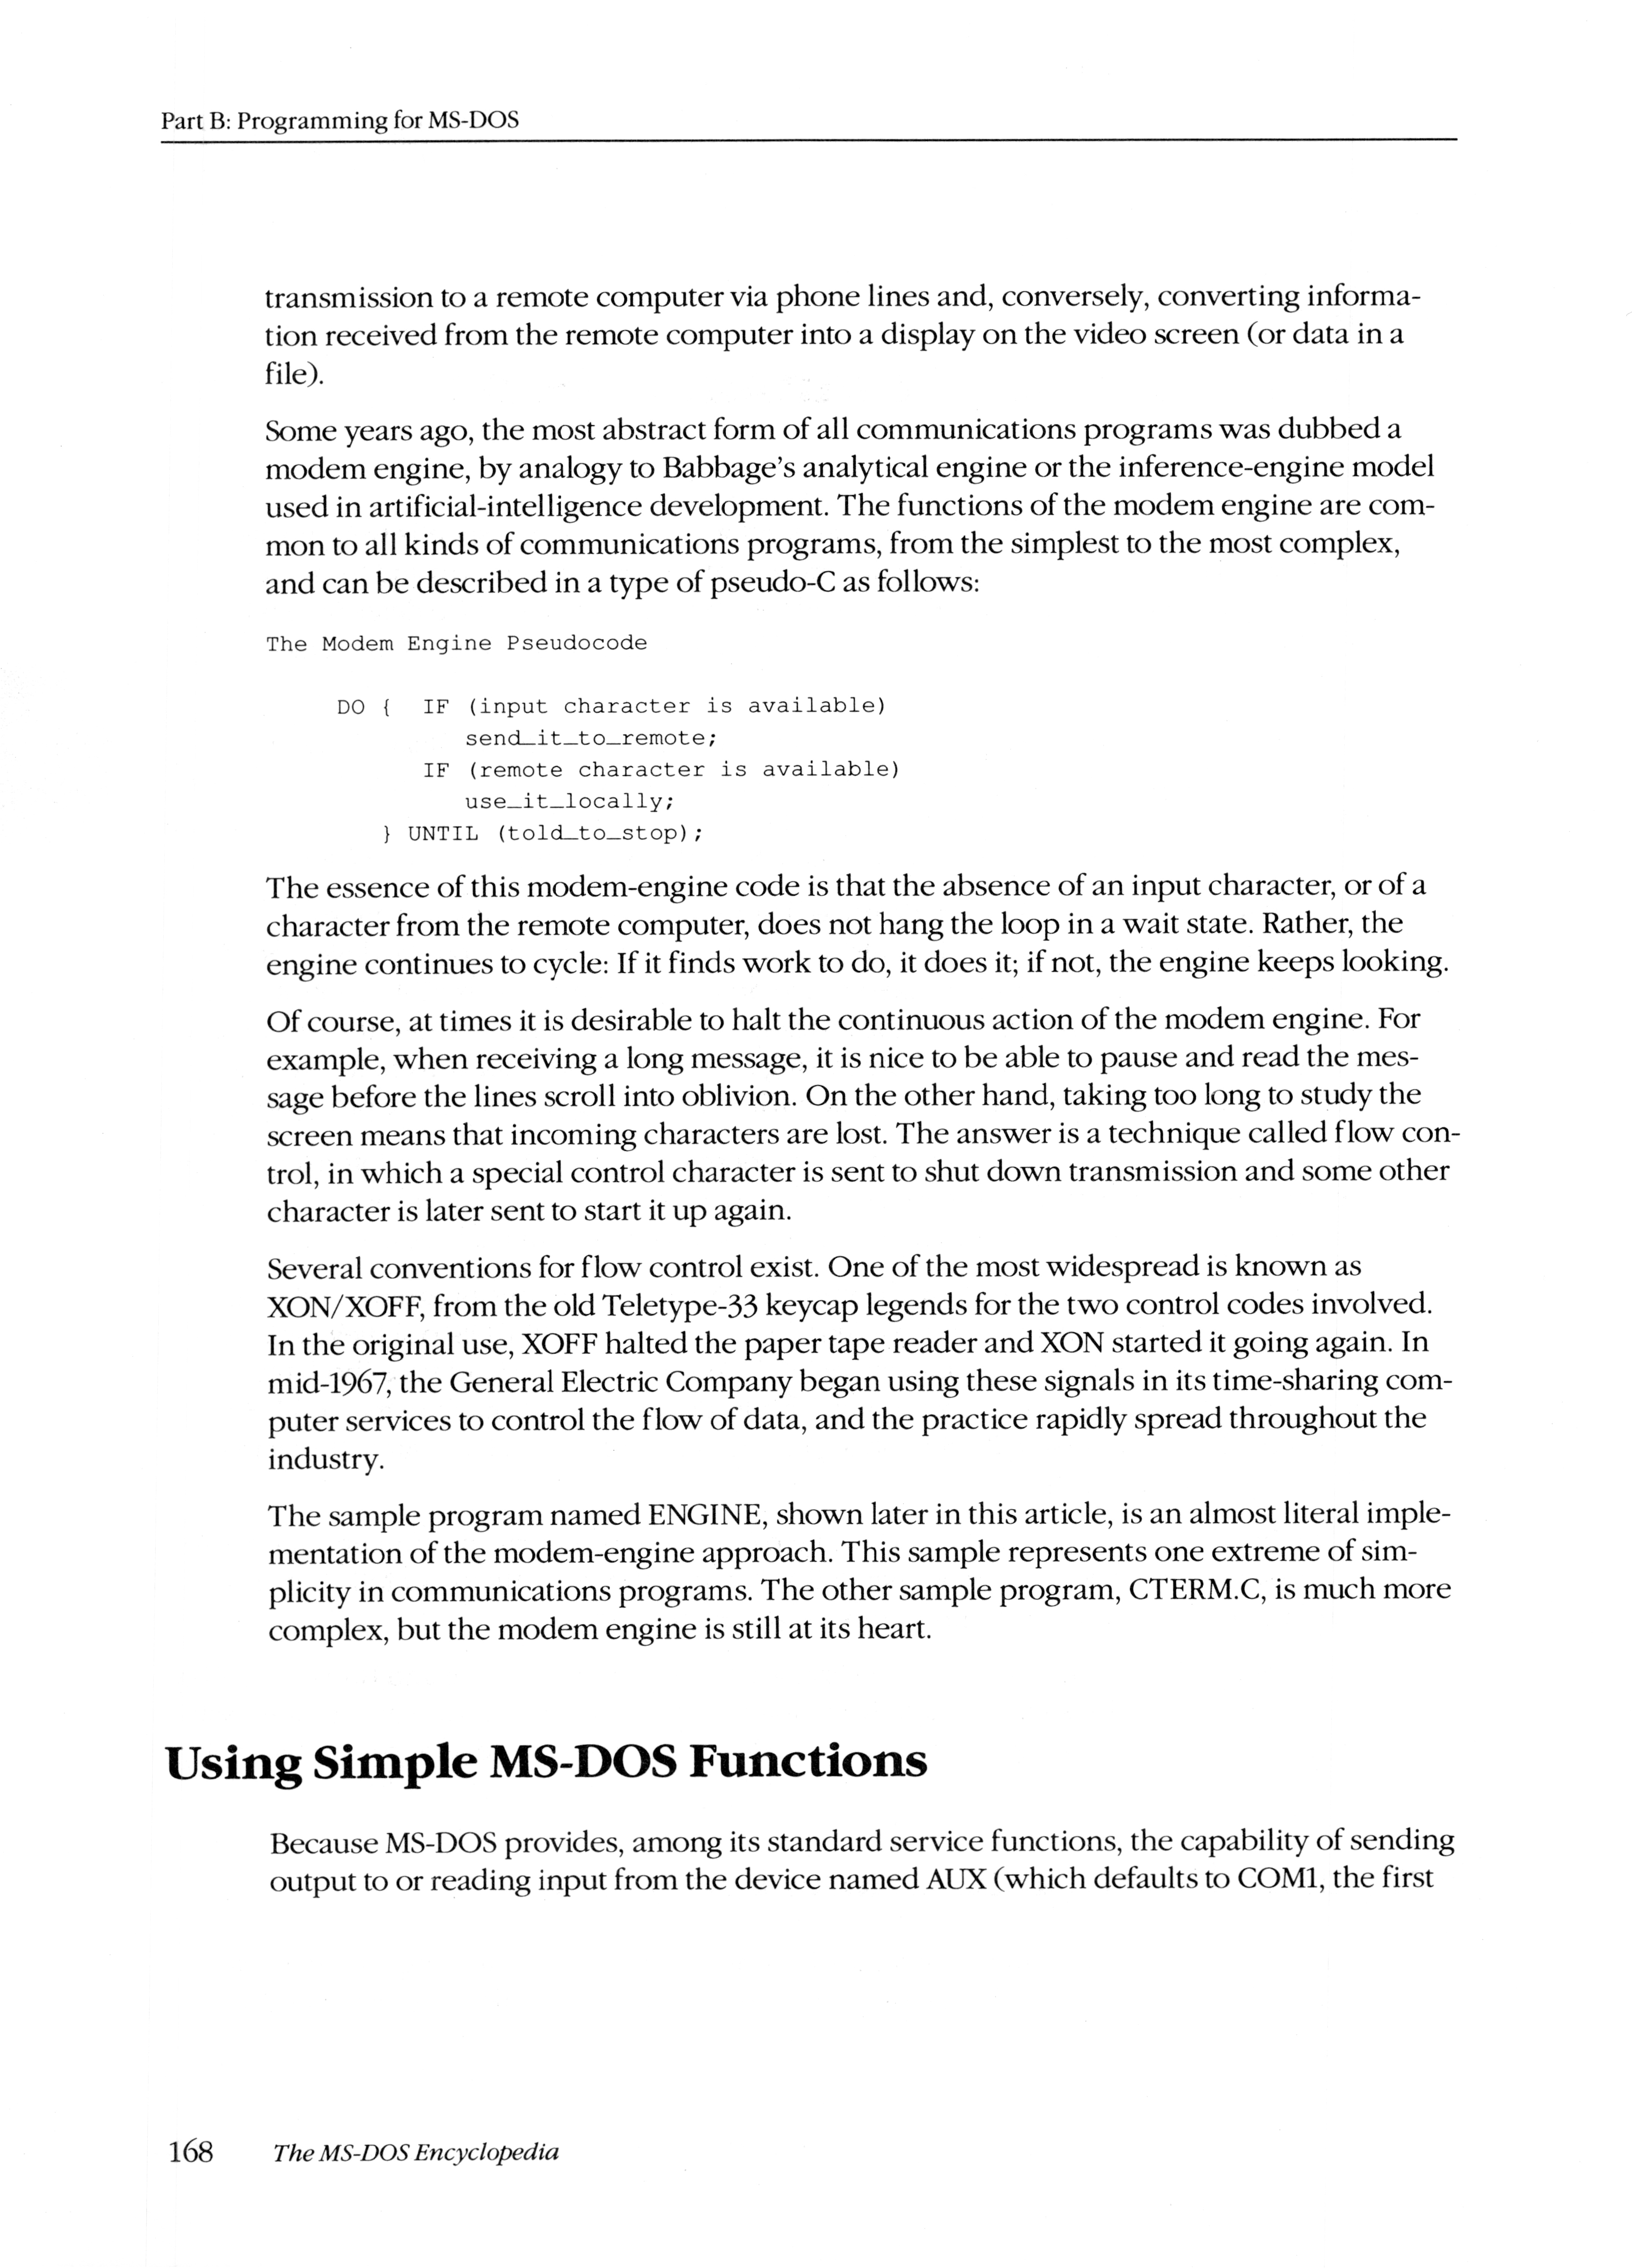 Part B: Programming for MS-DOS
transmission to a remote computer via phone lines and, conversely, converting informa-
tion received from the remote computer into a display on the video screen (or data in a
file).
Some years ago, the most abstract form of all communications programs was dubbed a
modem engine, by analogy to Babbage's analytical engine or the inference-engine model
used in artificial-intelligence development. The functions of the modem engine are com-
mon to all kinds of communications programs, from the simplest to the most complex,
and can be described in a type of pseudo-C as follows:
The Modem Engine Pseudocode
DO {  IF (input character is available)
send_it_to_remote;
IF (remote character is available)
use_it_locally;
} UNTIL (told_to_stop);
The essence of this modem-engine code is that the absence of an input character, or of a
character from the remote computer, does not hang the loop in a wait state. Rather, the
engine continues to cycle: If it finds work to do, it does it; if not, the engine keeps looking.
Of course, at times it is desirable to halt the continuous action of the modem engine. For
example, when receiving a long message, it is nice to be able to pause and read the mes-
sage before the lines scroll into oblivion. On the other hand, taking too long to study the
screen means that incoming characters are lost. The answer is a technique called flow con-
trol, in which a special control character is sent to shut down transmission and some other
character is later sent to start it up again.
Several conventions for flow control exist. One of the most widespread is known as
XON/XOFF, from the old Teletype-33 keycap legends for the two control codes involved.
In the original use, XOFF halted the paper tape reader and XON started it going again. In
mid-1967, the General Electric Company began using these signals in its time-sharing com-
puter services to control the flow of data, and the practice rapidly spread throughout the
industry.
The sample program named ENGINE, shown later in this article, is an almost literal imple-
mentation of the modem-engine approach. This sample represents one extreme of sim-
plicity in communications programs. The other sample program, CTERM.C, is much more
complex, but the modem engine is still at its heart.
Using Simple MS-DOS Functions
Because MS-DOS provides, among its standard service functions, the capability of sending
output to or reading input from the device named AUX (which defaults to COM1, the first
168 The MS-DOS Encyclopedia